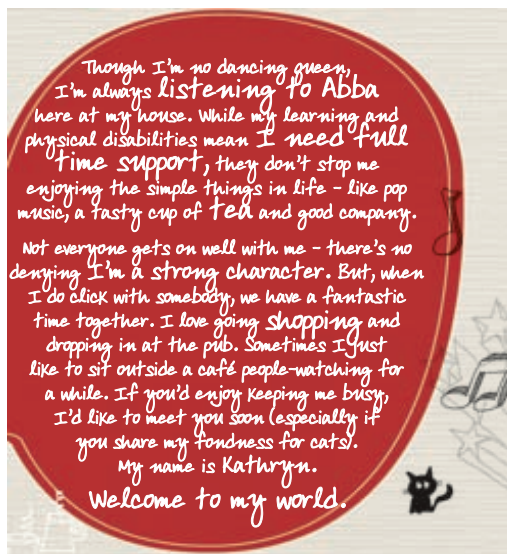 Though I'm no dancing queen,
I'm always listening to Abba
here at my house. While my learning and
physical disabilities mean I need full
time support, they don't stop me
enjoying the simple things in life - like pop
music, a tasty cup of tea and good company.
Not everyone gets on well with me - there's no
denying I'm a strong character. But, when
I do click with somebody, we have a fantastic
time together. I love going shopping and
dropping in at the pub. Sometimes I just
like to sit outside a café people-watching for
a while. If you'd enjoy keeping me busy,
I'd like to meet you soon (especially if
you share my fondness for cats).
My name is Kathryn.
Welcome to my world.